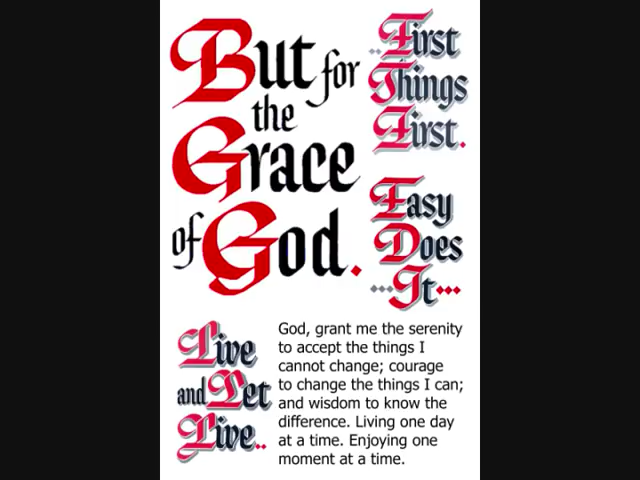 But for
the
Grace
of God.
..First
Things
First.
Easy
Does
...It...
Live
and Let
Live..
God, grant me the serenity
to accept the things I
cannot change; courage
to change the things I can;
and wisdom to know the
difference. Living one day
at a time. Enjoying one
moment at a time.